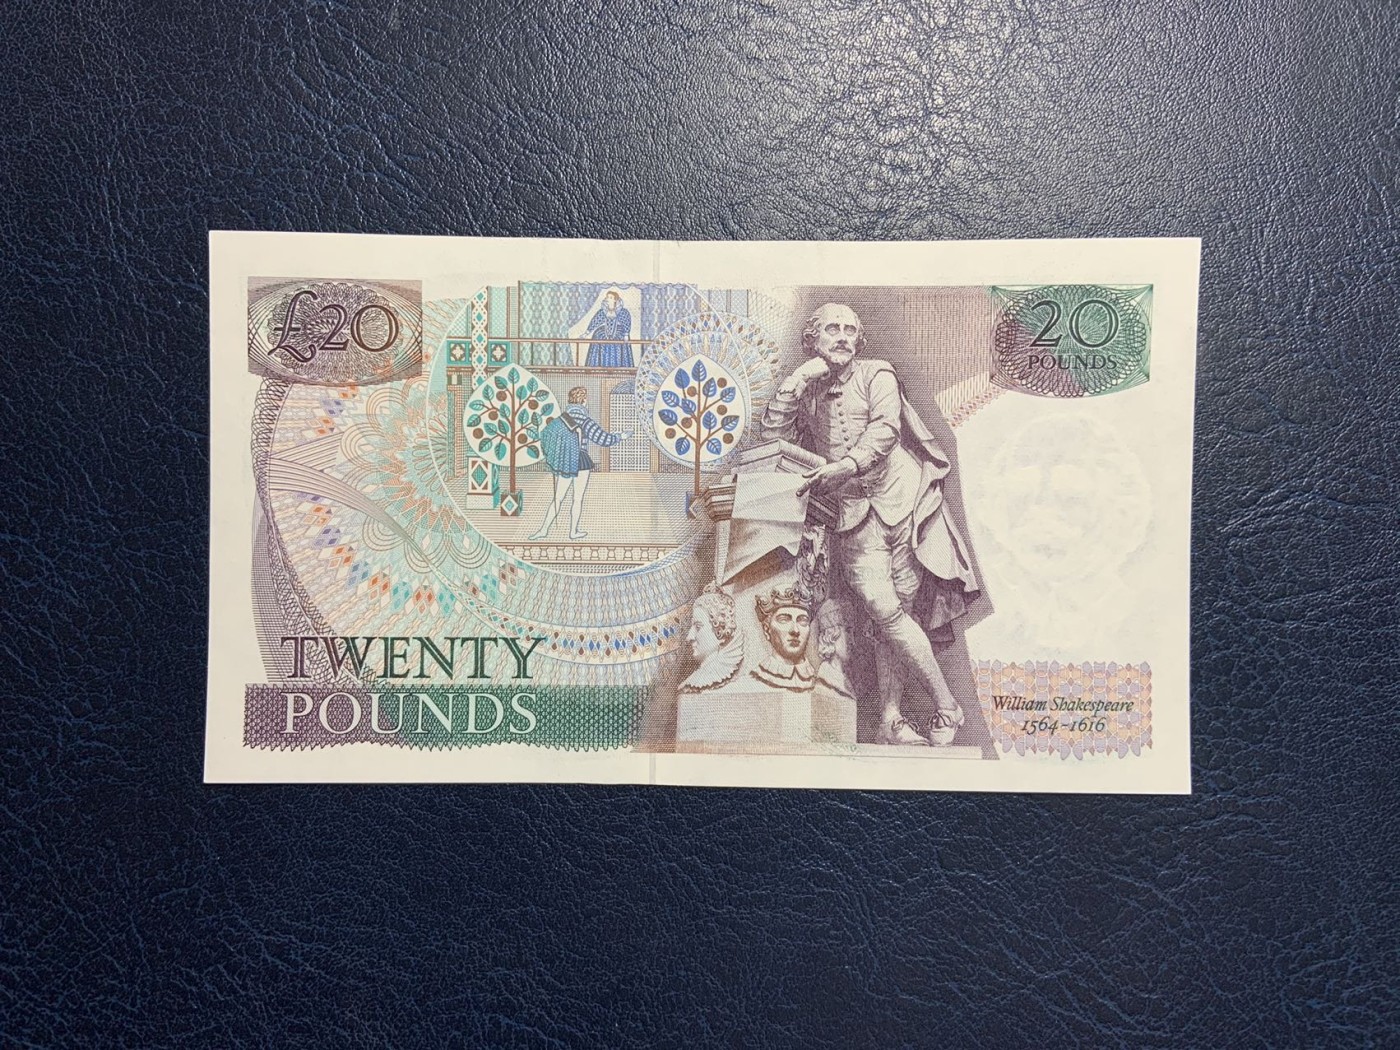 £20
20
POUNDS
TWENTY
POUNDS
William Shakespeare
1564-1616